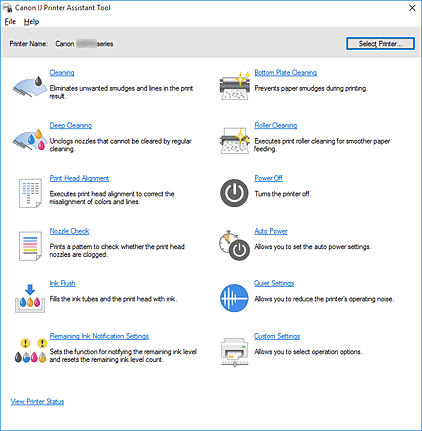 Canon IJ Printer Assistant Tool
File Help
Printer Name: Canon series
Select Printer...
Cleaning
Eliminates unwanted smudges and lines in the print
result.
Bottom Plate Cleaning
Prevents paper smudges during printing.
Deep Cleaning
Unclogs nozzles that cannot be cleared by regular
cleaning.
Roller Cleaning
Executes print roller cleaning for smoother paper
feeding.
Print Head Alignment
Executes print head alignment to correct the
misalignment of colors and lines.
Power Off
Turns the printer off.
Nozzle Check
Prints a pattern to check whether the print head
nozzles are clogged.
Auto Power
Allows you to set the auto power settings.
Ink Flush
Fills the ink tubes and the print head with ink.
Quiet Settings
Allows you to reduce the printer's operating noise.
Remaining Ink Notification Settings
Sets the function for notifying the remaining ink level
and resets the remaining ink level count.
Custom Settings
Allows you to select operation options.
View Printer Status